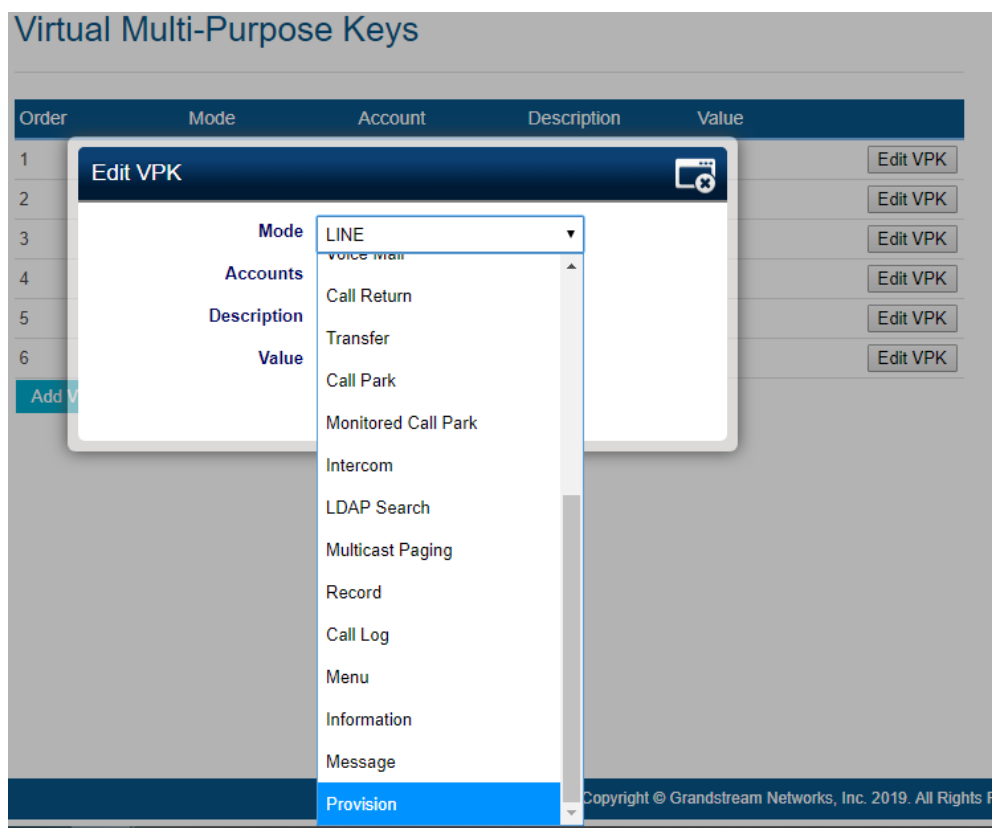 Virtual Multi-Purpose Keys
Order Mode Account Description Value
1 Edit VPK
2 Edit VPK
3 Edit VPK
4 Edit VPK
5 Edit VPK
6 Edit VPK
Add V
Edit VPK
Mode LINE
Accounts
Description
Value
Voice Mail
Call Return
Transfer
Call Park
Monitored Call Park
Intercom
LDAP Search
Multicast Paging
Record
Call Log
Menu
Information
Message
Provision
Copyright © Grandstream Networks, Inc. 2019. All Rights